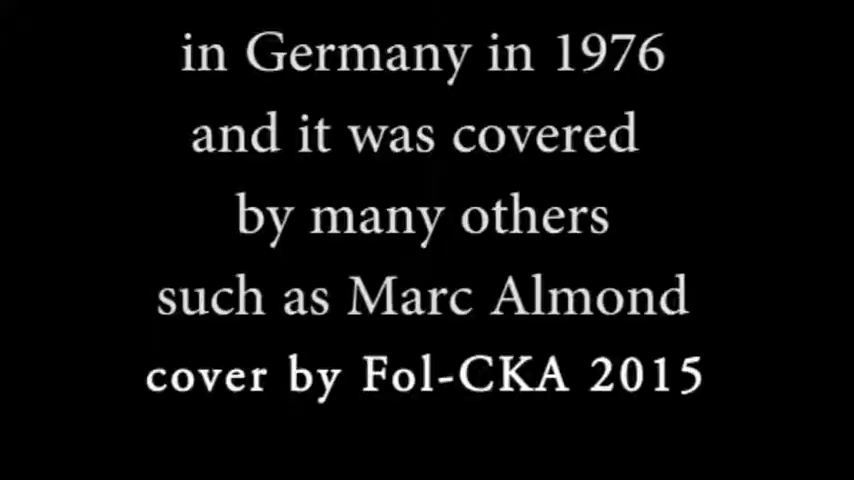 in Germany in 1976
and it was covered
by many others
such as Marc Almond
cover by Fol-CKA 2015